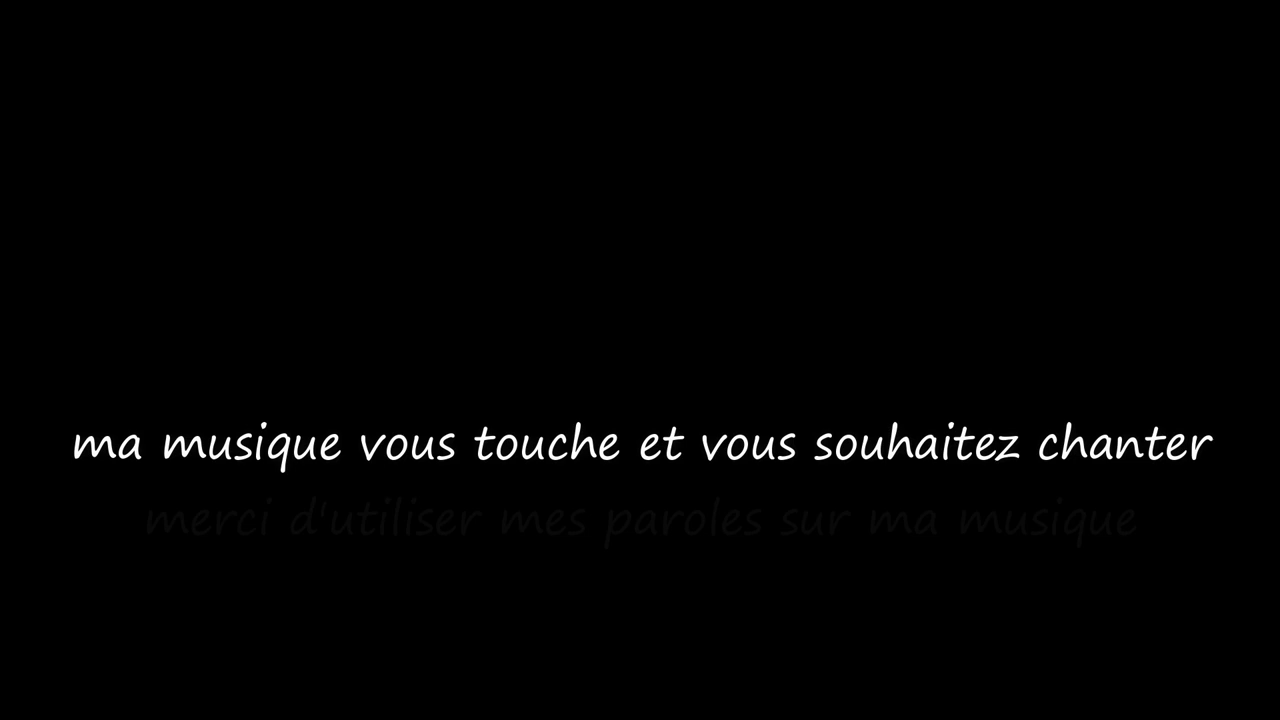 ma musique vous touche et vous souhaitez chanter
merci d'utiliser mes paroles sur ma musique